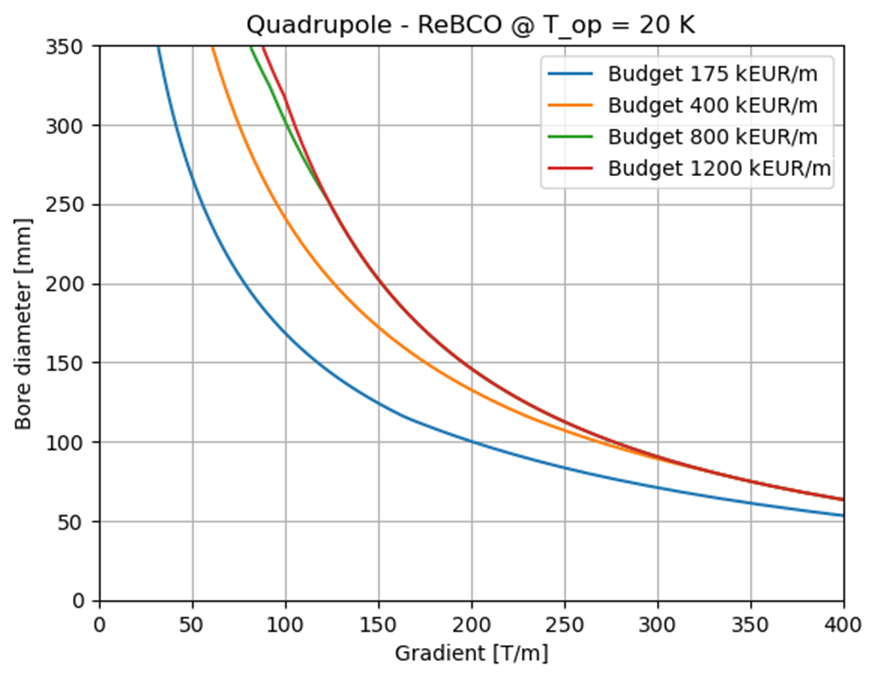 Quadrupole - ReBCO @ T_op = 20 K
350
300
250
200
150
100
50
0
Bore diameter [mm]
Budget 175 kEUR/m
Budget 400 kEUR/m
Budget 800 kEUR/m
Budget 1200 kEUR/m
0 50 100 150 200 250 300 350 400
Gradient [T/m]